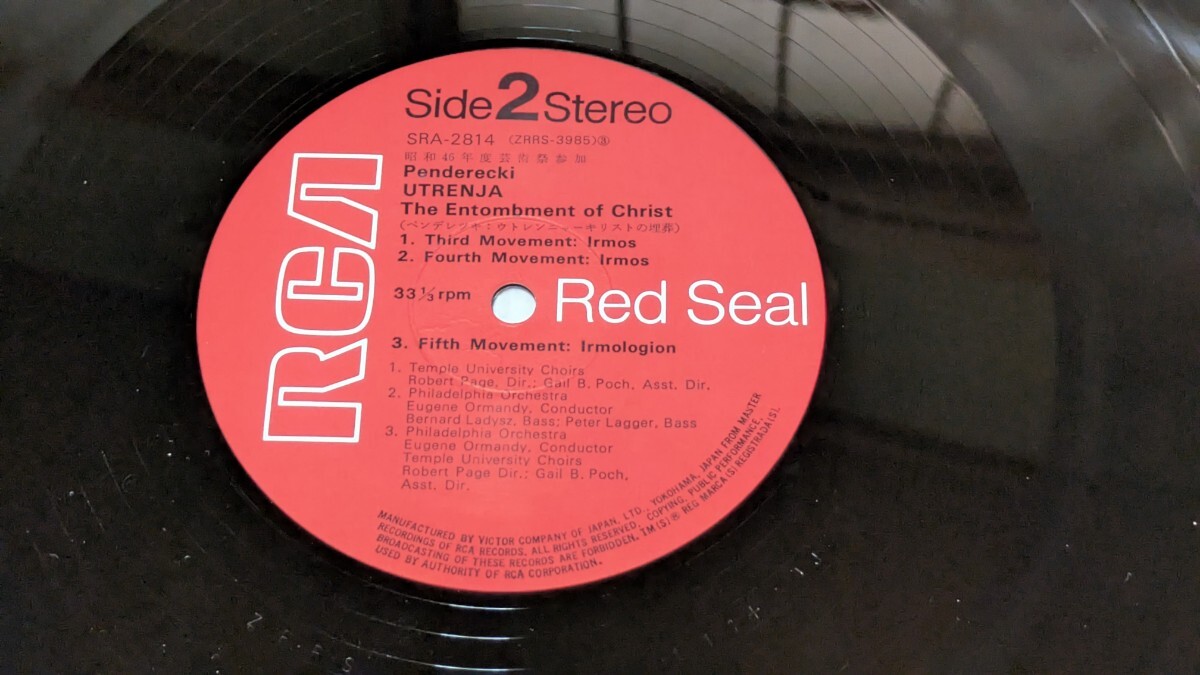 Side 2 Stereo
SRA-2814 (ZRRS-3985)③
昭和46年度芸術祭参加
Penderecki
UTRENJA
The Entombment of Christ
(ペンデレツキ:ウトレンニャーキリストの埋葬)
1. Third Movement: Irmos
2. Fourth Movement: Irmos
33 1/3 rpm
Red Seal
RCA
3. Fifth Movement: Irmologion
1. Temple University Choirs
Robert Page, Dir.; Gail B. Poch, Asst. Dir.
2. Philadelphia Orchestra
Eugene Ormandy, Conductor
Bernard Ladysz, Bass; Peter Lagger, Bass
3. Philadelphia Orchestra
Eugene Ormandy, Conductor
Temple University Choirs
Robert Page Dir.; Gail B. Poch,
Asst. Dir.
MANUFACTURED BY VICTOR COMPANY OF JAPAN, LTD., YOKOHAMA, JAPAN FROM MASTER
RECORDINGS OF RCA RECORDS. ALL RIGHTS RESERVED; COPYING, PUBLIC PERFORMANCE,
BROADCASTING OF THESE RECORDS ARE FORBIDDEN. TM(S)® REG MARCA(S) REGISTRADA(S),
USED BY AUTHORITY OF RCA CORPORATION.